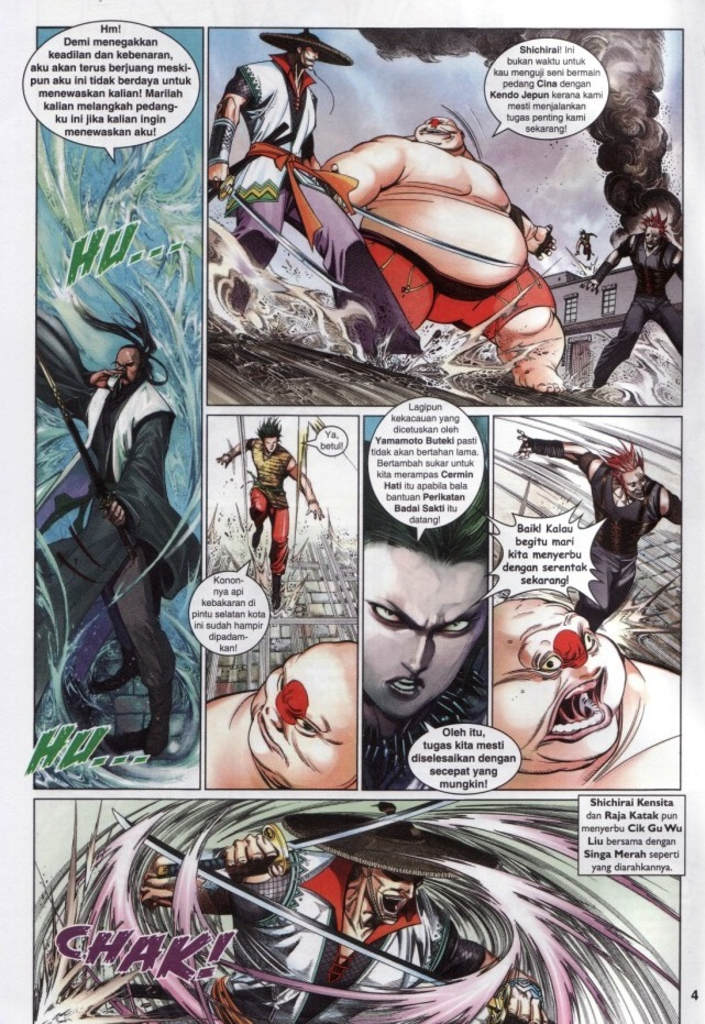 Hm!
Demi menegakkan
keadilan dan kebenaran,
aku akan terus berjuang meski-
pun aku ini tidak berdaya untuk
menewaskan kalian! Marilah
kalian melangkah pedang-
ku ini jika kalian ingin
menewaskan aku!
HU...
HU...
Shichirai! Ini
bukan waktu untuk
kau menguji seni bermain
pedang Cina dengan
Kendo Jepun kerana kami
mesti menjalankan
tugas penting kami
sekarang!
Ya,
betul!
Konon-
nya api
kebakaran di
pintu selatan kota
ini sudah hampir
dipadam-
kan!
Lagipun
kekacauan yang
dicetuskan oleh
Yamamoto Buteki pasti
tidak akan bertahan lama.
Bertambah sukar untuk
kita merampas Cermin
Hati itu apabila bala
bantuan Perikatan
Badai Sakti itu
datang!
Oleh itu,
tugas kita mesti
diselesaikan dengan
secepat yang
mungkin!
Baik! Kalau
begitu mari
kita menyerbu
dengan serentak
sekarang!
Shichirai Kensita
dan Raja Katak pun
menyerbu Cik Gu Wu
Liu bersama dengan
Singa Merah seperti
yang diarahkannya.
CHAK!
4